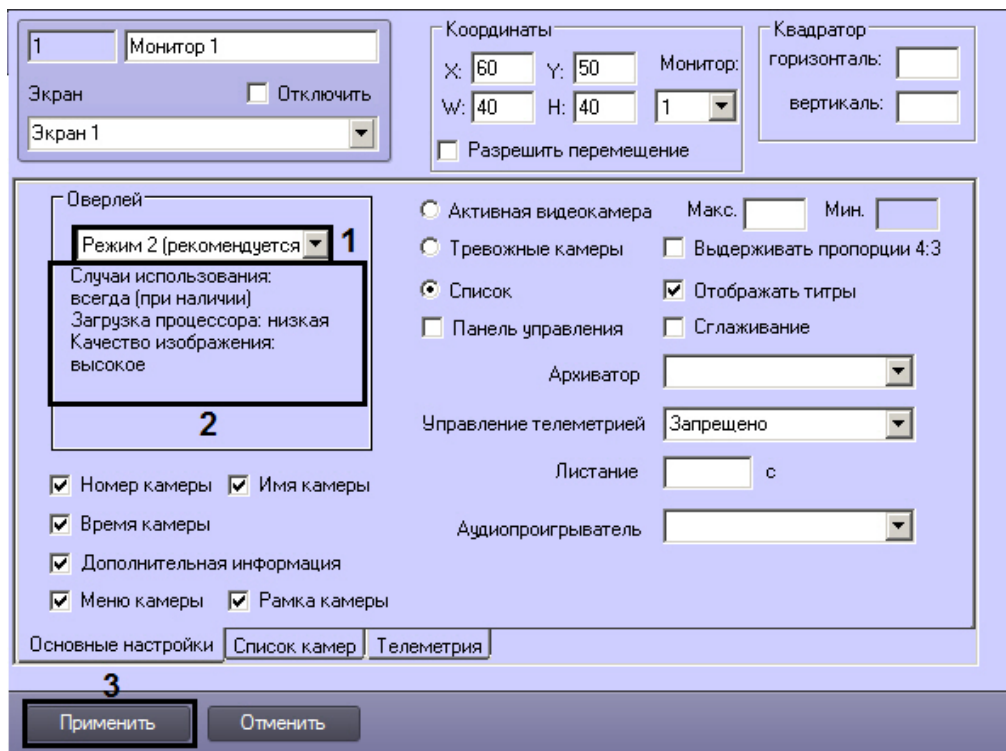 1 Монитор 1
Экран Отключить
Экран 1
Координаты
X: 60 Y: 50 Монитор:
W: 40 H: 40 1
Разрешить перемещение
Квадратор
горизонталь:
вертикаль:
Оверлей
Режим 2 (рекомендуется 1
Случаи использования:
всегда (при наличии)
Загрузка процессора: низкая
Качество изображения:
высокое
2
Активная видеокамера Макс. Мин.
Тревожные камеры Выдерживать пропорции 4:3
Список Отображать титры
Панель управления Сглаживание
Архиватор
Управление телеметрией Запрещено
Листание с
Аудиопроигрыватель
Номер камеры Имя камеры
Время камеры
Дополнительная информация
Меню камеры Рамка камеры
Основные настройки Список камер Телеметрия
3
Применить Отменить